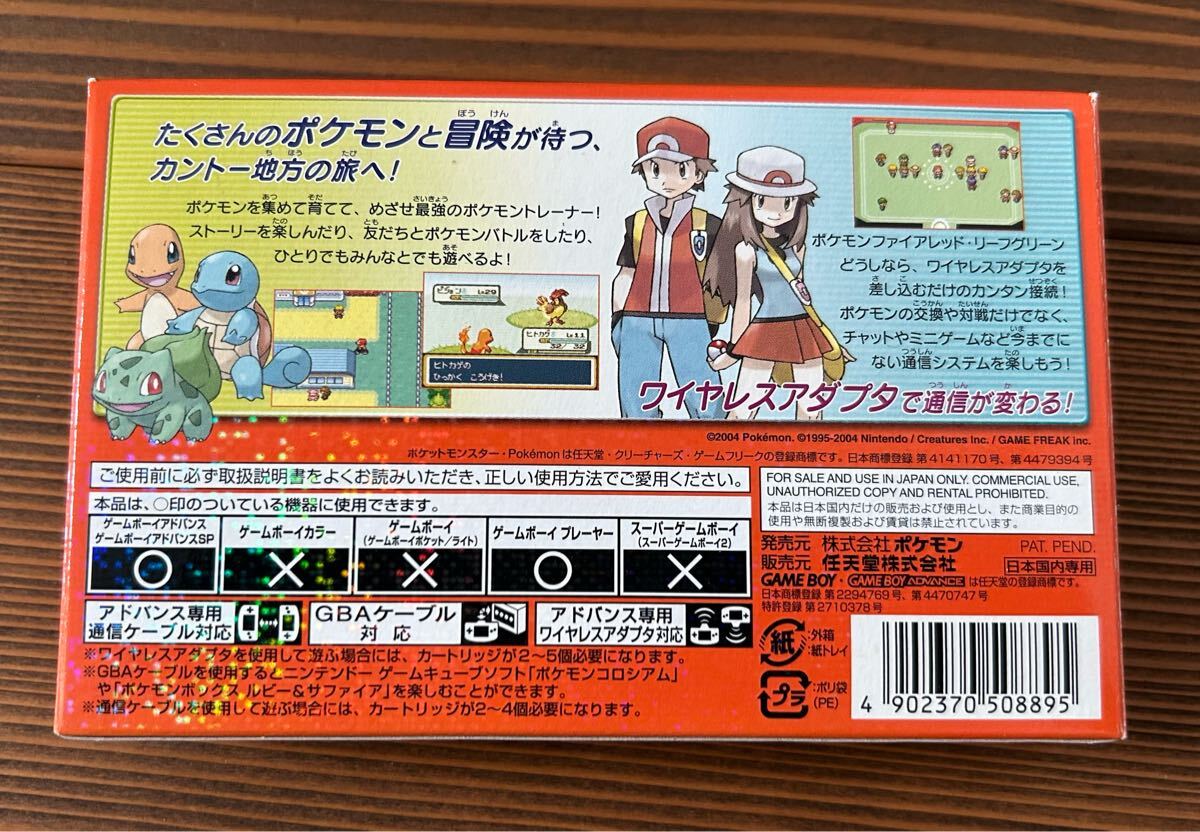 たくさんのポケモンと冒険が待つ、
カントー地方の旅へ!
ポケモンを集めて育てて、めざせ最強のポケモントレーナー!
ストーリーを楽しんだり、友だちとポケモンバトルをしたり、
ひとりでもみんなとでも遊べるよ!
ピジョン Lv29
ヒトカゲ Lv11
32/ 32
ヒトカゲの
ひっかく こうげき!
ポケモンファイアレッド・リーフグリーン
どうしなら、ワイヤレスアダプタを
差し込むだけのカンタン接続!
ポケモンの交換や対戦だけでなく、
チャットやミニゲームなど今までに
ない通信システムを楽しもう!
ワイヤレスアダプタで通信が変わる!
©2004 Pokémon. ©1995-2004 Nintendo / Creatures Inc. / GAME FREAK inc.
ポケットモンスター・Pokémonは任天堂・クリーチャーズ・ゲームフリークの登録商標です。日本商標登録 第4141170号、第4479394号
ご使用前に必ず取扱説明書をよくお読みいただき、正しい使用方法でご愛用ください。
本品は、○印のついている機器に使用できます。
ゲームボーイアドバンス
ゲームボーイアドバンスSP
○
ゲームボーイカラー
×
ゲームボーイ
(ゲームボーイポケット/ライト)
×
ゲームボーイ プレーヤー
○
スーパーゲームボーイ
(スーパーゲームボーイ2)
×
アドバンス専用
通信ケーブル対応
GBAケーブル
対 応
アドバンス専用
ワイヤレスアダプタ対応
※ワイヤレスアダプタを使用して遊ぶ場合には、カートリッジが2〜5個必要になります。
※GBAケーブルを使用するとニンテンドー ゲームキューブソフト「ポケモンコロシアム」
や「ポケモンボックス ルビー&サファイア」を楽しむことができます。
※通信ケーブルを使用して遊ぶ場合には、カートリッジが2〜4個必要になります。
FOR SALE AND USE IN JAPAN ONLY. COMMERCIAL USE,
UNAUTHORIZED COPY AND RENTAL PROHIBITED.
本品は日本国内だけの販売および使用とし、また商業目的の
使用や無断複製および賃貸は禁止されています。
発売元 株式会社 ポケモン PAT. PEND.
販売元 任天堂株式会社 日本国内専用
GAME BOY・GAME BOY ADVANCE は任天堂の登録商標です。
日本商標登録 第2294769号、第4470747号
特許登録 第2710378号
紙
:外箱
:紙トレイ
プラ
:ポリ袋
(PE)
4 902370 508895